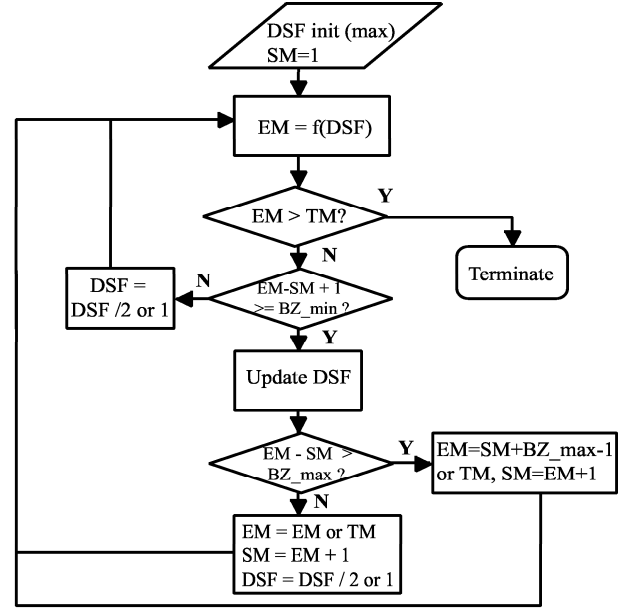 DSF init (max)
SM=1
EM = f(DSF)
EM > TM?
Y
Terminate
N
EM-SM + 1
>= BZ_min ?
N
DSF =
DSF /2 or 1
Y
Update DSF
EM - SM >
BZ_max ?
Y
EM=SM+BZ_max-1
or TM, SM=EM+1
N
EM = EM or TM
SM = EM + 1
DSF = DSF / 2 or 1